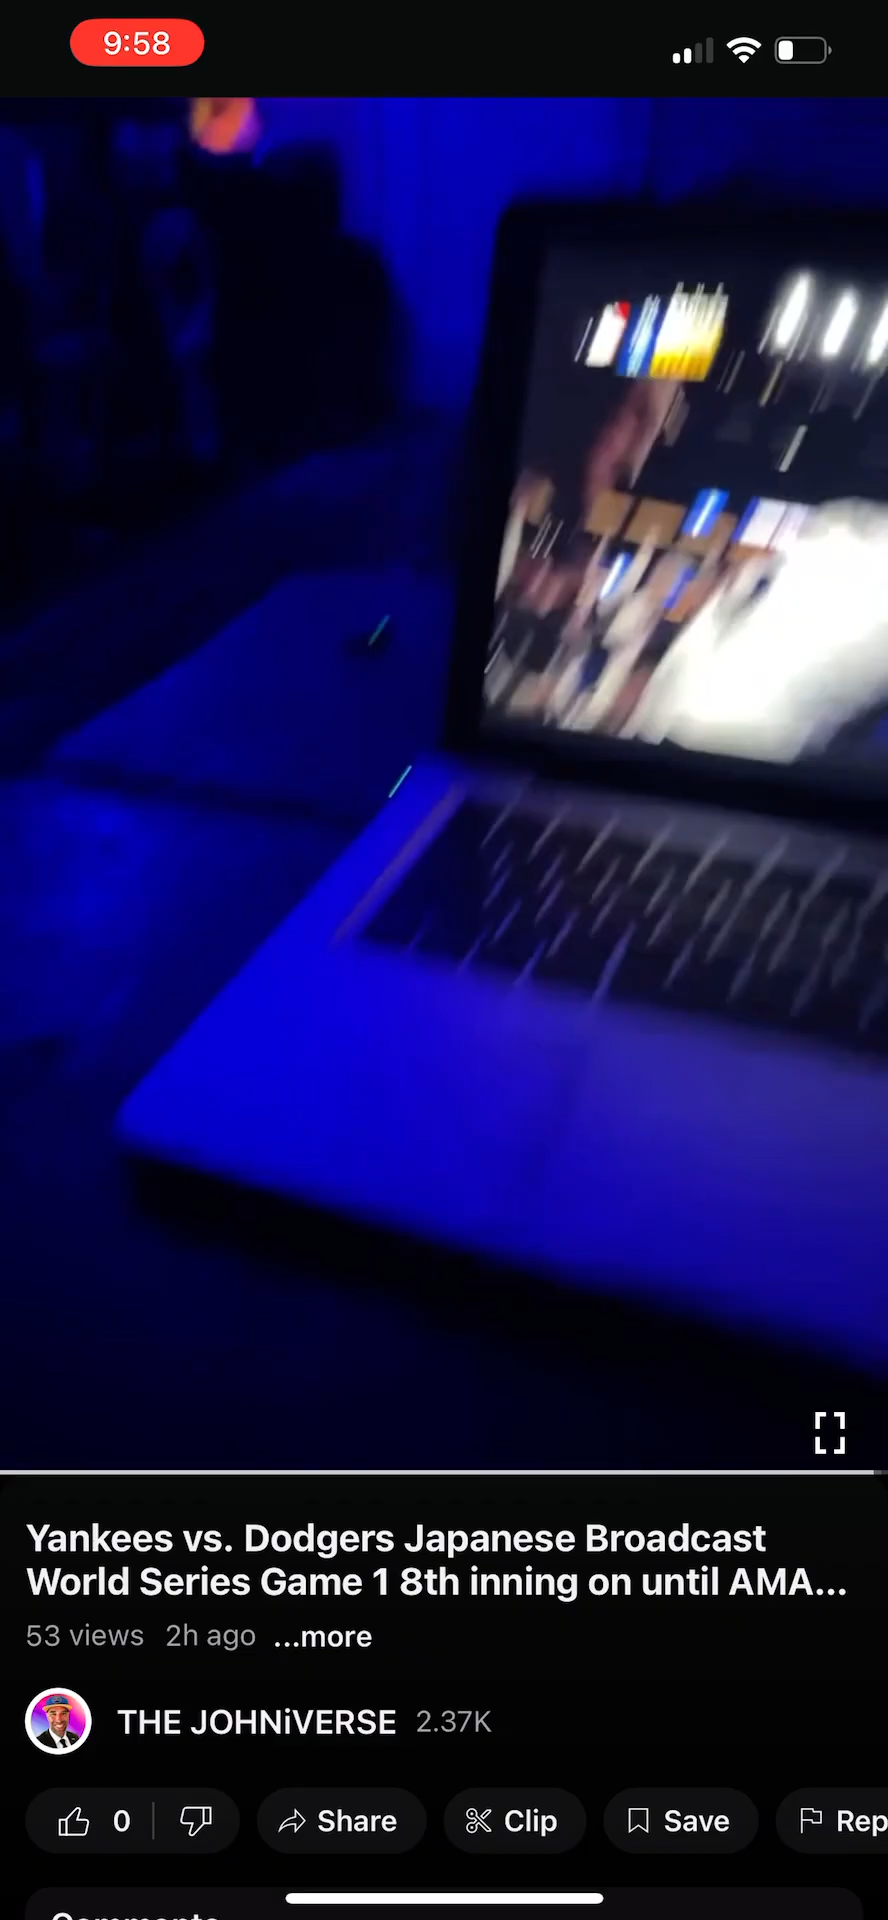 9:58
Yankees vs. Dodgers Japanese Broadcast
World Series Game 1 8th inning on until AMA...
53 views 2h ago ...more
THE JOHNiVERSE 2.37K
0 Share Clip Save Rep